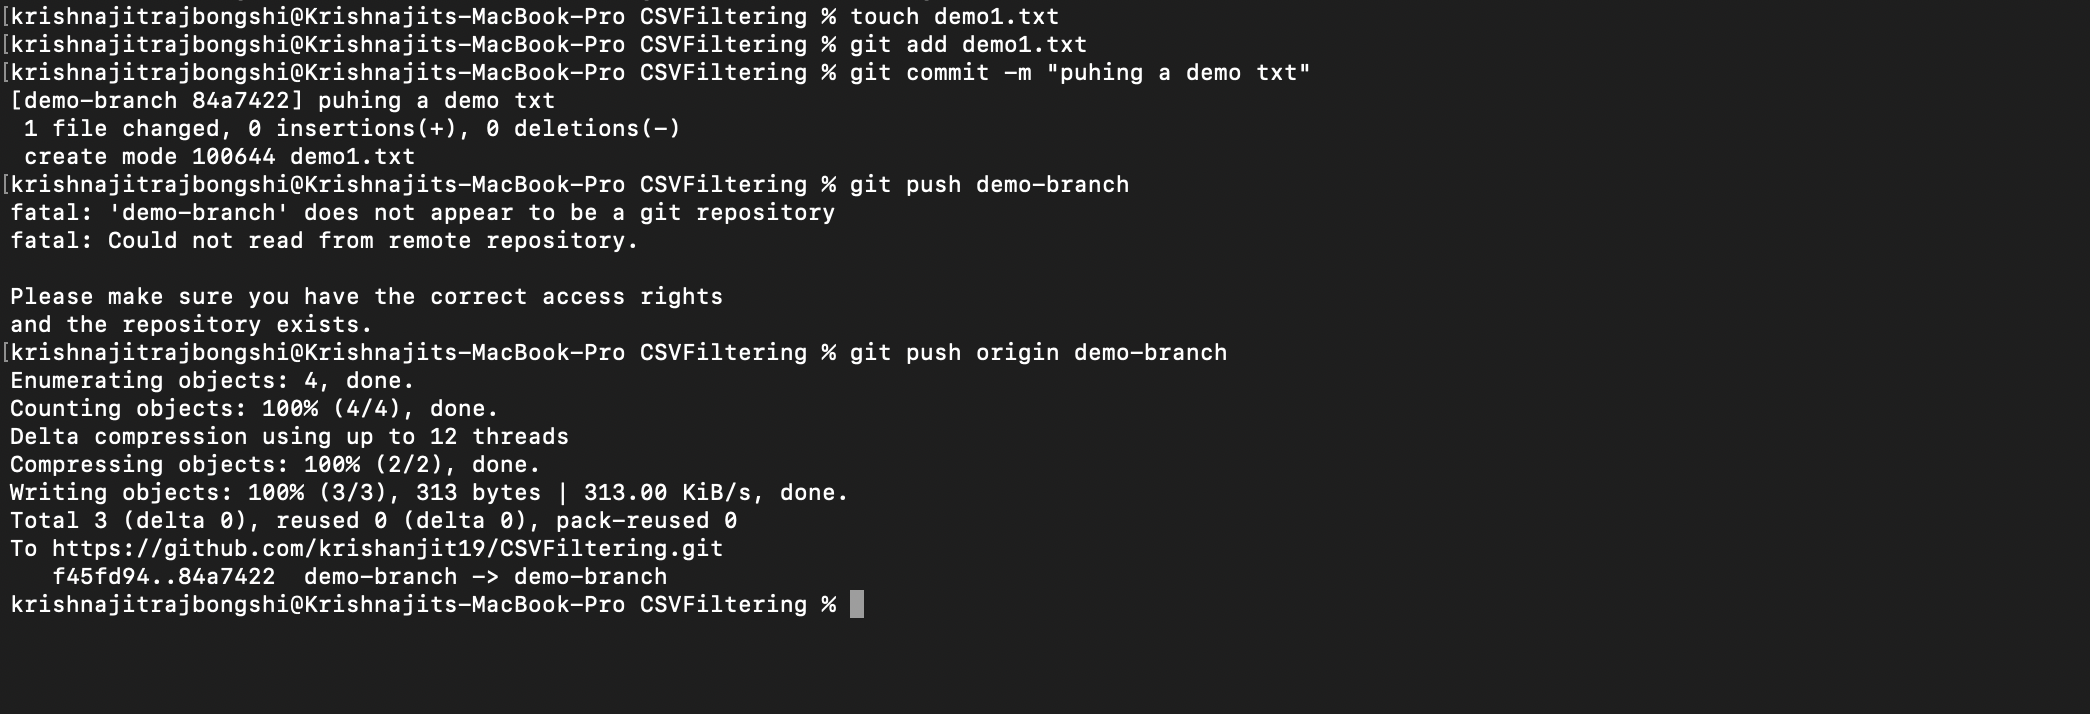 [krishnajitrajbongshi@Krishnajits-MacBook-Pro CSVFiltering % touch demo1.txt
[krishnajitrajbongshi@Krishnajits-MacBook-Pro CSVFiltering % git add demo1.txt
[krishnajitrajbongshi@Krishnajits-MacBook-Pro CSVFiltering % git commit -m "puhing a demo txt"
[demo-branch 84a7422] puhing a demo txt
 1 file changed, 0 insertions(+), 0 deletions(-)
 create mode 100644 demo1.txt
[krishnajitrajbongshi@Krishnajits-MacBook-Pro CSVFiltering % git push demo-branch
fatal: 'demo-branch' does not appear to be a git repository
fatal: Could not read from remote repository.

Please make sure you have the correct access rights
and the repository exists.
[krishnajitrajbongshi@Krishnajits-MacBook-Pro CSVFiltering % git push origin demo-branch
Enumerating objects: 4, done.
Counting objects: 100% (4/4), done.
Delta compression using up to 12 threads
Compressing objects: 100% (2/2), done.
Writing objects: 100% (3/3), 313 bytes | 313.00 KiB/s, done.
Total 3 (delta 0), reused 0 (delta 0), pack-reused 0
To https://github.com/krishanjit19/CSVFiltering.git
   f45fd94..84a7422  demo-branch -> demo-branch
krishnajitrajbongshi@Krishnajits-MacBook-Pro CSVFiltering %